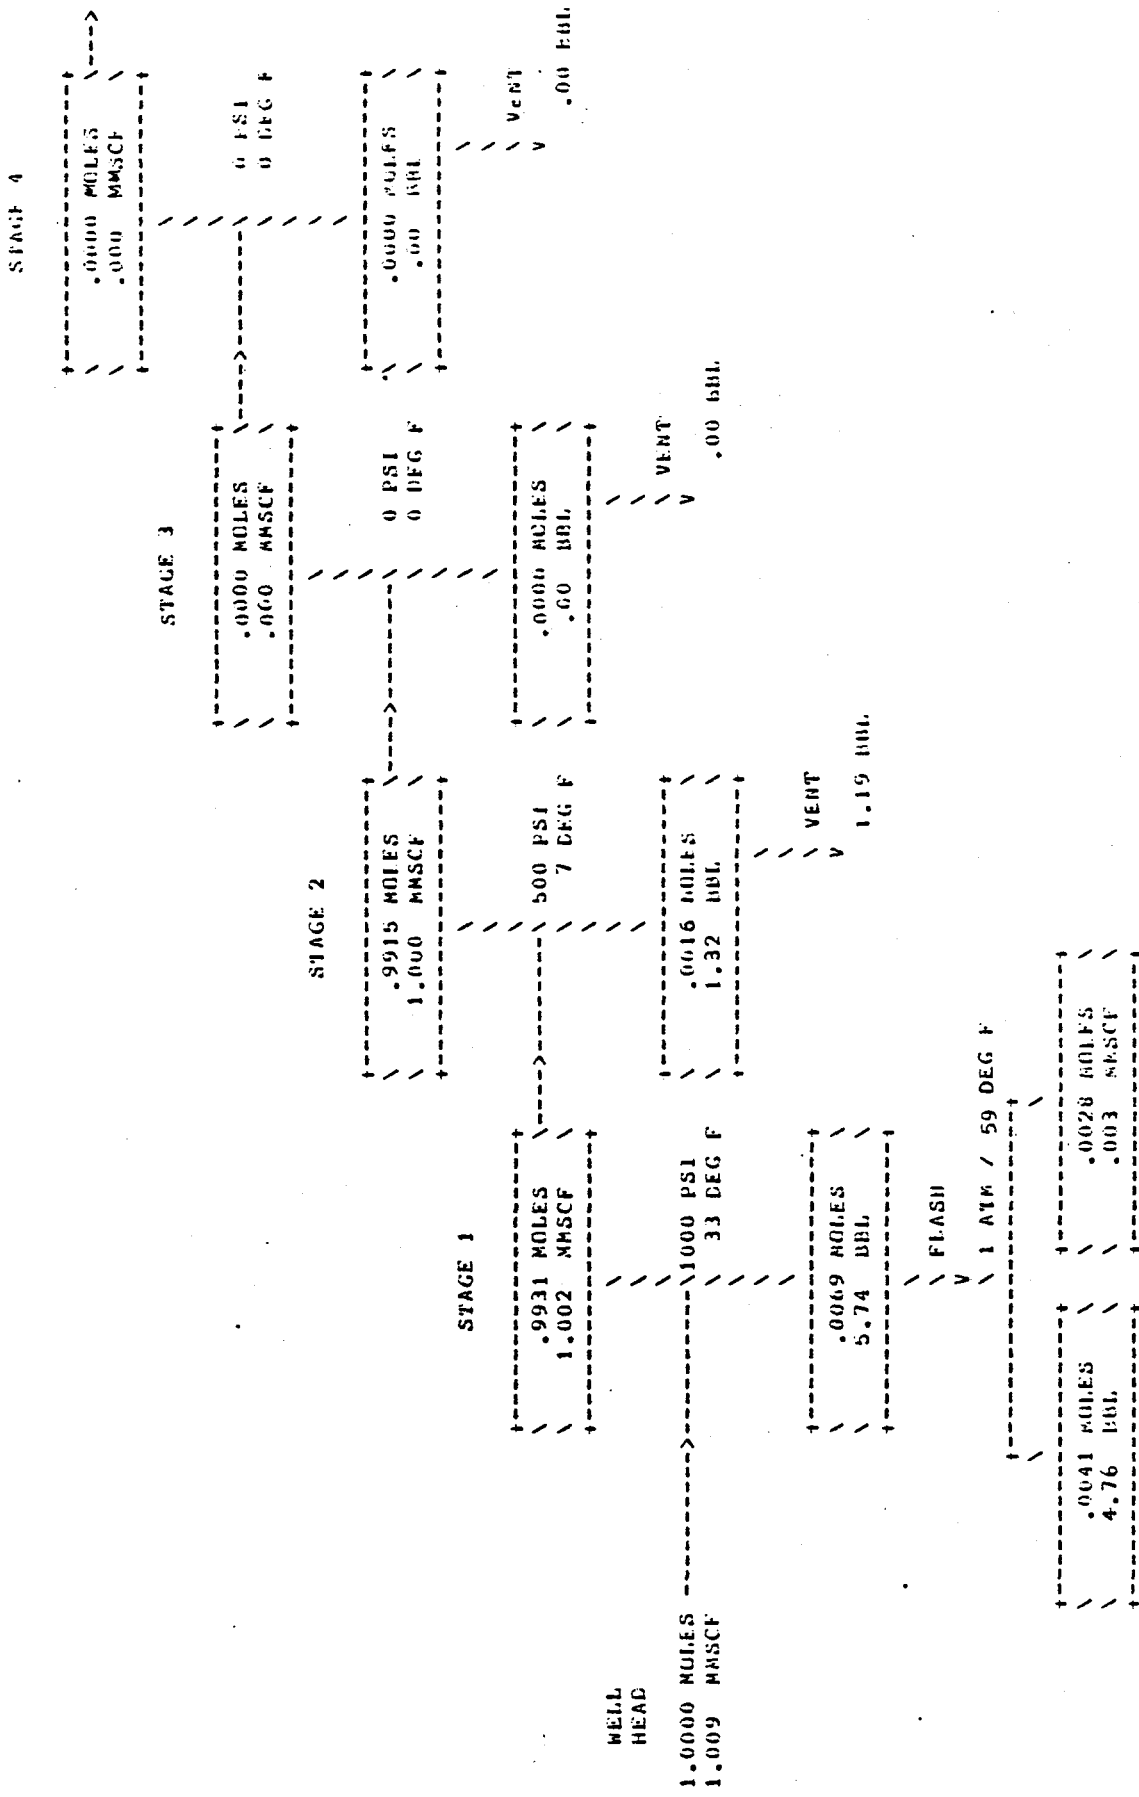 STAGE 4
.0000 MOLES
.000 MMSCF
0 PSI
0 DEG F
.0000 MOLES
.00 BBL
VENT
.00 BBL
STAGE 3
.0000 MOLES
.000 MMSCF
0 PSI
0 DEG F
.0000 MOLES
.00 BBL
VENT
.00 BBL
STAGE 2
.9915 MOLES
1.000 MMSCF
500 PSI
7 DEG F
.0016 MOLES
1.32 BBL
VENT
1.19 BBL
STAGE 1
.9931 MOLES
1.002 MMSCF
1000 PSI
33 DEG F
.0069 MOLES
5.74 BBL
FLASH
1 ATM / 59 DEG F
.0041 MOLES
4.76 BBL
.0028 MOLES
.003 MMSCF
WELL
HEAD
1.0000 MOLES
1.009 MMSCF